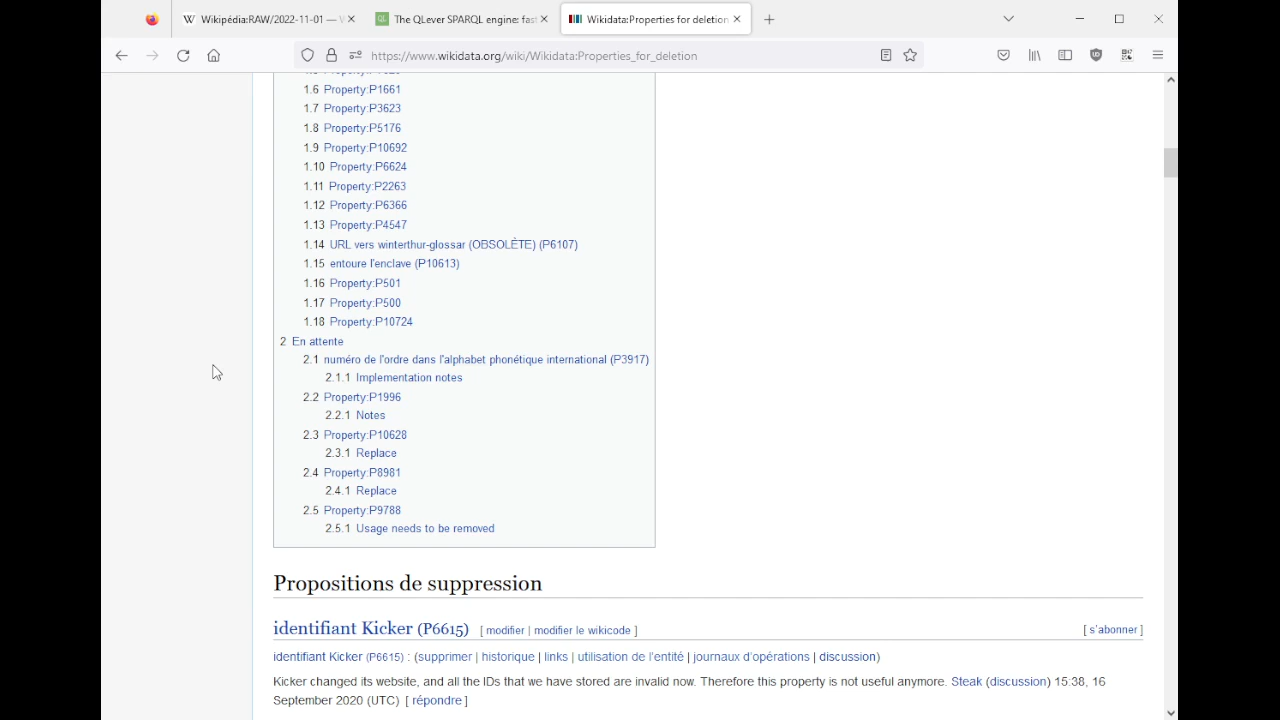 Wikipédia:RAW/2022-11-01 —
The QLever SPARQL engine: fast
Wikidata:Properties for deletion
https://www.wikidata.org/wiki/Wikidata:Properties_for_deletion
1.6 Property:P1661
1.7 Property:P3623
1.8 Property:P5176
1.9 Property:P10692
1.10 Property:P6624
1.11 Property:P2263
1.12 Property:P6366
1.13 Property:P4547
1.14 URL vers winterthur-glossar (OBSOLÈTE) (P6107)
1.15 entoure l'enclave (P10613)
1.16 Property:P501
1.17 Property:P500
1.18 Property:P10724
2 En attente
2.1 numéro de l'ordre dans l'alphabet phonétique international (P3917)
2.1.1 Implementation notes
2.2 Property:P1996
2.2.1 Notes
2.3 Property:P10628
2.3.1 Replace
2.4 Property:P8981
2.4.1 Replace
2.5 Property:P9788
2.5.1 Usage needs to be removed
Propositions de suppression
identifiant Kicker (P6615) [ modifier | modifier le wikicode ] [ s'abonner ]
identifiant Kicker (P6615) : (supprimer | historique | links | utilisation de l'entité | journaux d'opérations | discussion)
Kicker changed its website, and all the IDs that we have stored are invalid now. Therefore this property is not useful anymore. Steak (discussion) 15:38, 16
September 2020 (UTC) [ répondre ]